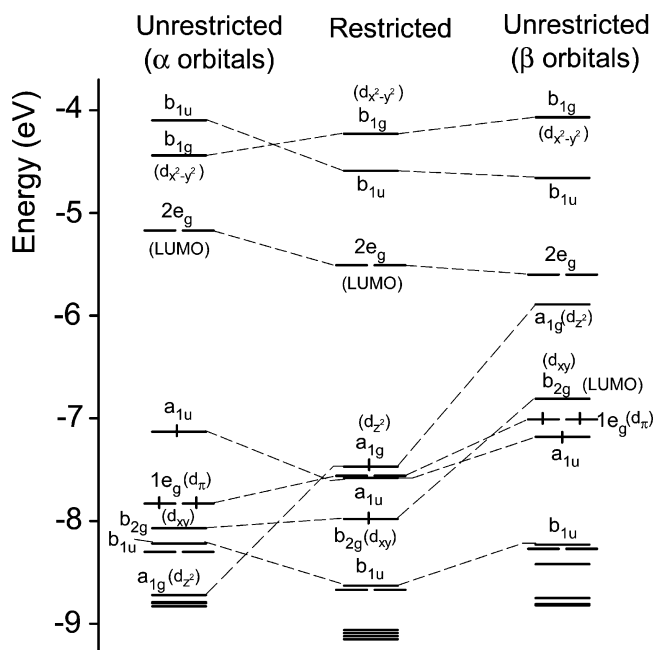 Unrestricted
(α orbitals)
Restricted
Unrestricted
(β orbitals)
Energy (eV)
-4
-5
-6
-7
-8
-9
b1u
b1g
(dx²-y²)
2eg
(LUMO)
a1u
1eg(dπ)
b2g
(dxy)
b1u
a1g(dz²)
(dx²-y²)
b1g
b1u
2eg
(LUMO)
(dz²)
a1g
a1u
b2g(dxy)
b1u
b1g
(dx²-y²)
b1u
2eg
a1g(dz²)
(dxy)
b2g (LUMO)
1eg(dπ)
a1u
b1u